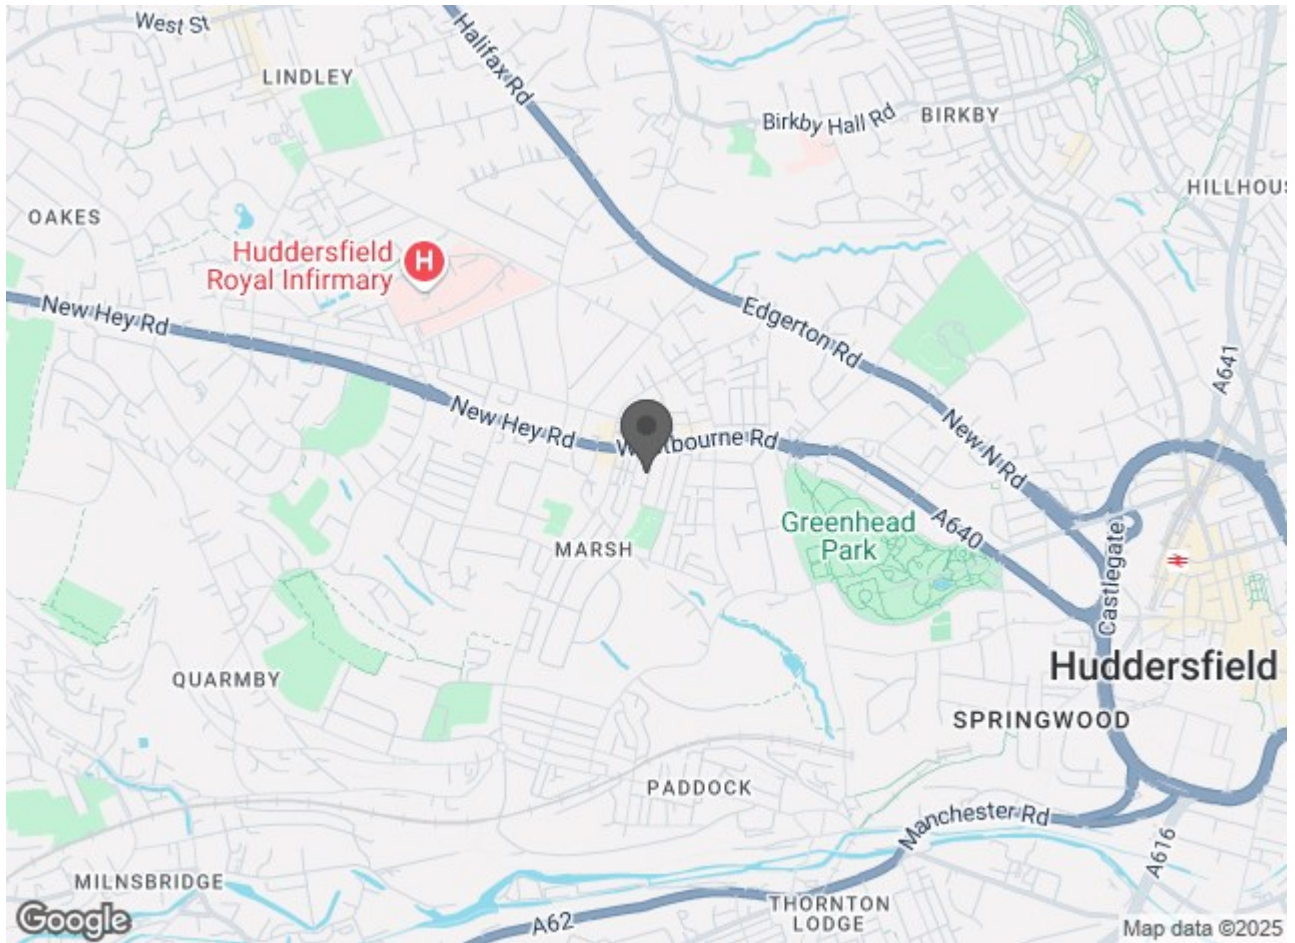 West St
Halifax Rd
LINDLEY
Birkby Hall Rd
BIRKBY
HILLHOUS
OAKES
Huddersfield
Royal Infirmary
H
New Hey Rd
Edgerton Rd
A641
New Hey Rd
Westbourne Rd
New N Rd
Greenhead
Park
A640
Castlegate
MARSH
Huddersfield
QUARMBY
SPRINGWOOD
PADDOCK
Manchester Rd
A616
MILNSBRIDGE
THORNTON
LODGE
A62
Google
Map data ©2025